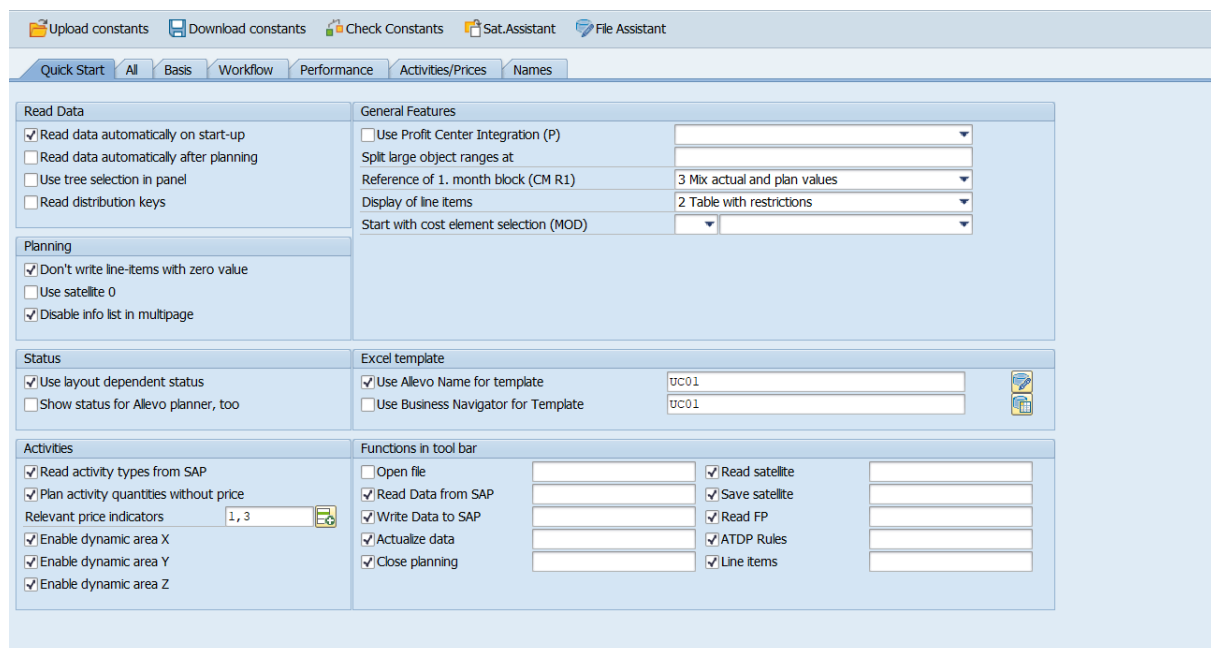 Upload constants Download constants Check Constants Sat.Assistant File Assistant
Quick Start All Basis Workflow Performance Activities/Prices Names
Read Data
Read data automatically on start-up
Read data automatically after planning
Use tree selection in panel
Read distribution keys
General Features
Use Profit Center Integration (P)
Split large object ranges at
Reference of 1. month block (CM R1) 3 Mix actual and plan values
Display of line items 2 Table with restrictions
Start with cost element selection (MOD)
Planning
Don't write line-items with zero value
Use satellite 0
Disable info list in multipage
Status
Use layout dependent status
Show status for Allevo planner, too
Excel template
Use Allevo Name for template UC01
Use Business Navigator for Template UC01
Activities
Read activity types from SAP
Plan activity quantities without price
Relevant price indicators 1,3
Enable dynamic area X
Enable dynamic area Y
Enable dynamic area Z
Functions in tool bar
Open file Read satellite
Read Data from SAP Save satellite
Write Data to SAP Read FP
Actualize data ATDP Rules
Close planning Line items